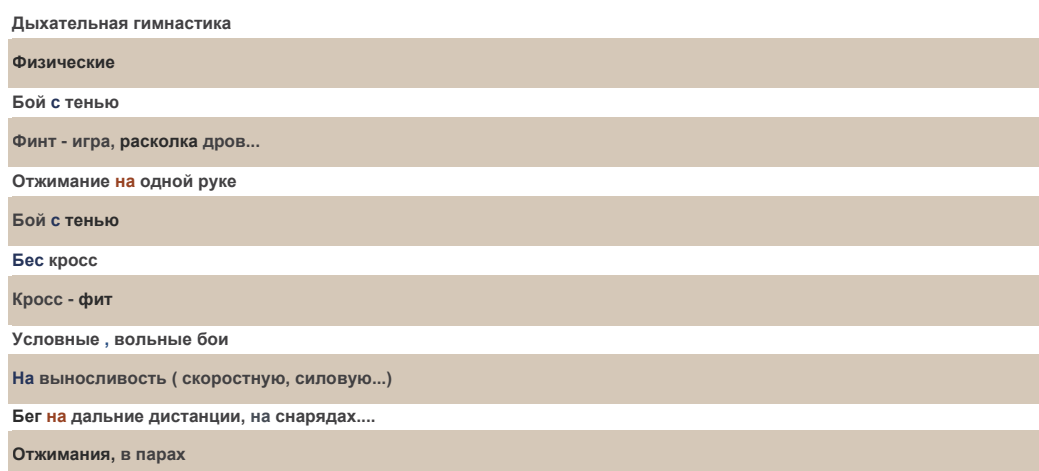 Дыхательная гимнастика
Физические
Бой с тенью
Финт - игра, расколка дров...
Отжимание на одной руке
Бой с тенью
Бес кросс
Кросс - фит
Условные , вольные бои
На выносливость ( скоростную, силовую...)
Бег на дальние дистанции, на снарядах....
Отжимания, в парах